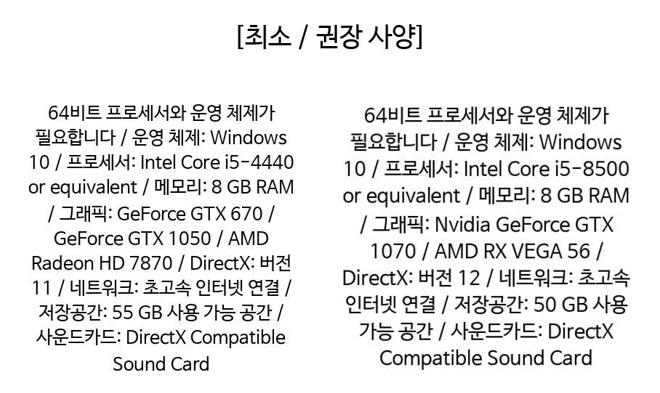 [최소 / 권장 사양]
64비트 프로세서와 운영 체제가
필요합니다 / 운영 체제: Windows
10 / 프로세서: Intel Core i5-4440
or equivalent / 메모리: 8 GB RAM
/ 그래픽: GeForce GTX 670 /
GeForce GTX 1050 / AMD
Radeon HD 7870 / DirectX: 버전
11 / 네트워크: 초고속 인터넷 연결 /
저장공간: 55 GB 사용 가능 공간 /
사운드카드: DirectX Compatible
Sound Card
64비트 프로세서와 운영 체제가
필요합니다 / 운영 체제: Windows
10 / 프로세서: Intel Core i5-8500
or equivalent / 메모리: 8 GB RAM
/ 그래픽: Nvidia GeForce GTX
1070 / AMD RX VEGA 56 /
DirectX: 버전 12 / 네트워크: 초고속
인터넷 연결 / 저장공간: 50 GB 사용
가능 공간 / 사운드카드: DirectX
Compatible Sound Card